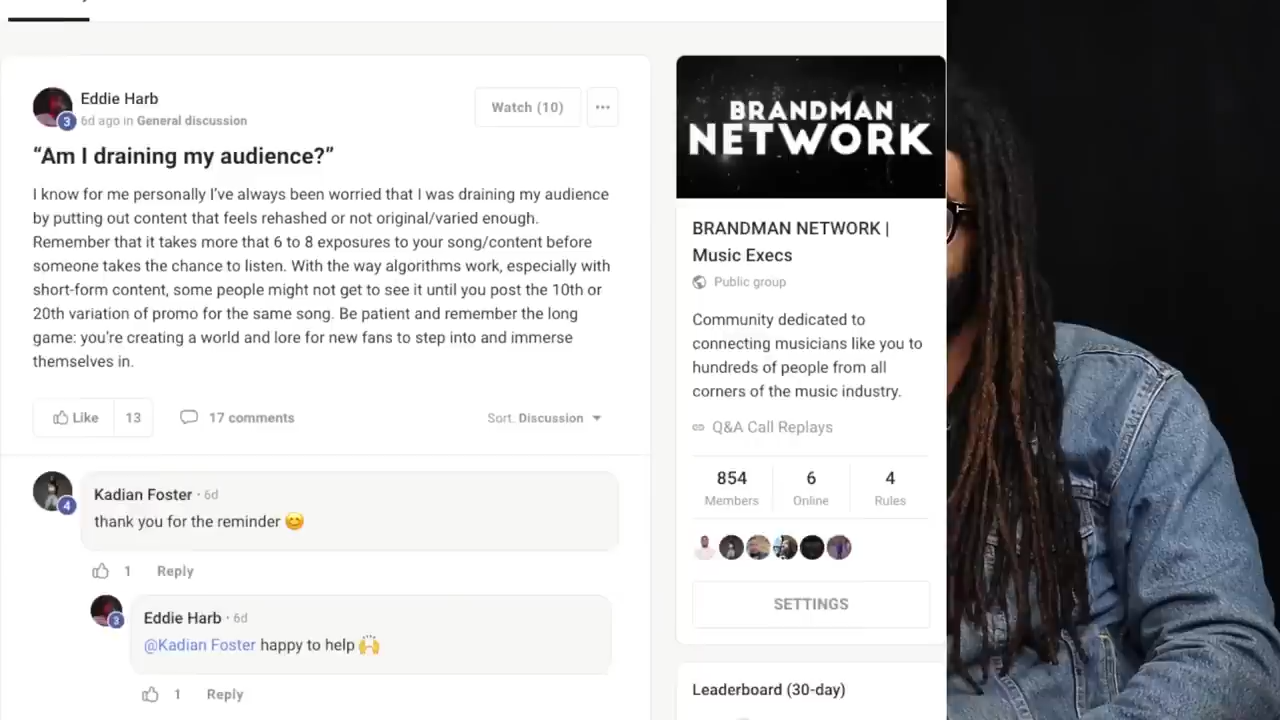 Eddie Harb
3
6d ago in General discussion
Watch (10)
“Am I draining my audience?”
I know for me personally I’ve always been worried that I was draining my audience
by putting out content that feels rehashed or not original/varied enough.
Remember that it takes more that 6 to 8 exposures to your song/content before
someone takes the chance to listen. With the way algorithms work, especially with
short-form content, some people might not get to see it until you post the 10th or
20th variation of promo for the same song. Be patient and remember the long
game: you’re creating a world and lore for new fans to step into and immerse
themselves in.
Like 13
17 comments
Sort: Discussion
Kadian Foster · 6d
4
thank you for the reminder 😊
1 Reply
Eddie Harb · 6d
3
@Kadian Foster happy to help 🙌
1 Reply
BRANDMAN
NETWORK
BRANDMAN NETWORK |
Music Execs
Public group
Community dedicated to
connecting musicians like you to
hundreds of people from all
corners of the music industry.
Q&A Call Replays
854 6 4
Members Online Rules
SETTINGS
Leaderboard (30-day)